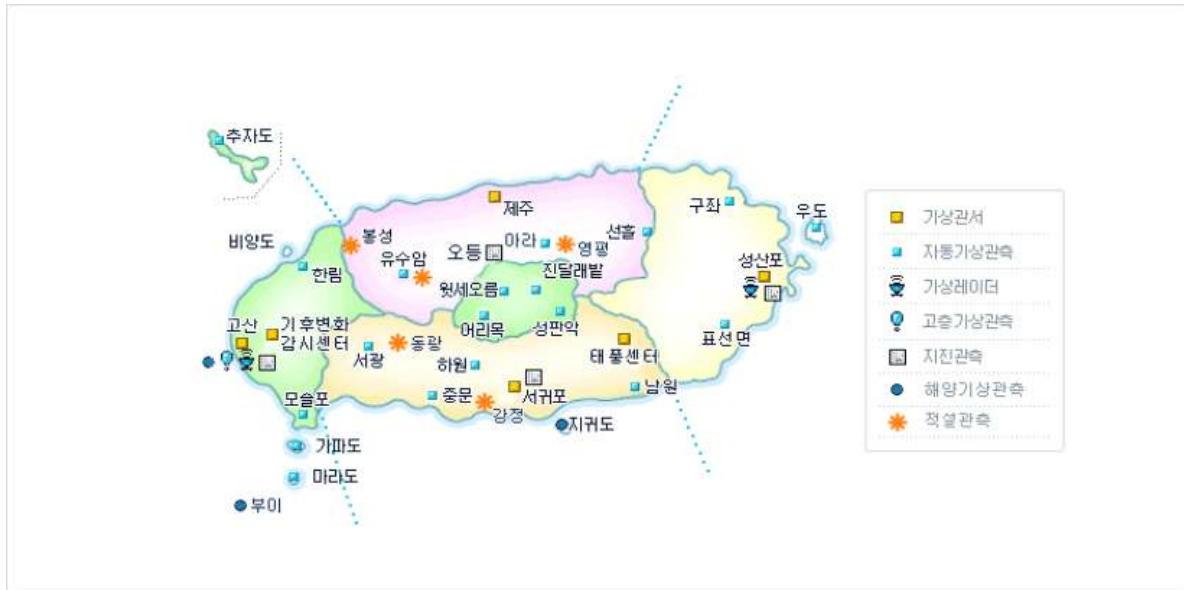 추자도
제주
구좌
우도
봉성
선흘
비양도
오등
아라
영평
유수암
진달래밭
성산포
한림
윗세오름
어리목
성판악
고산
기후변화
감시센터
서광
동광
하원
태풍센터
표선면
모슬포
중문
강정
서귀포
남원
지귀도
가파도
마라도
부이
기상관서
자동기상관측
기상레이더
고층기상관측
지진관측
해양기상관측
적설관측